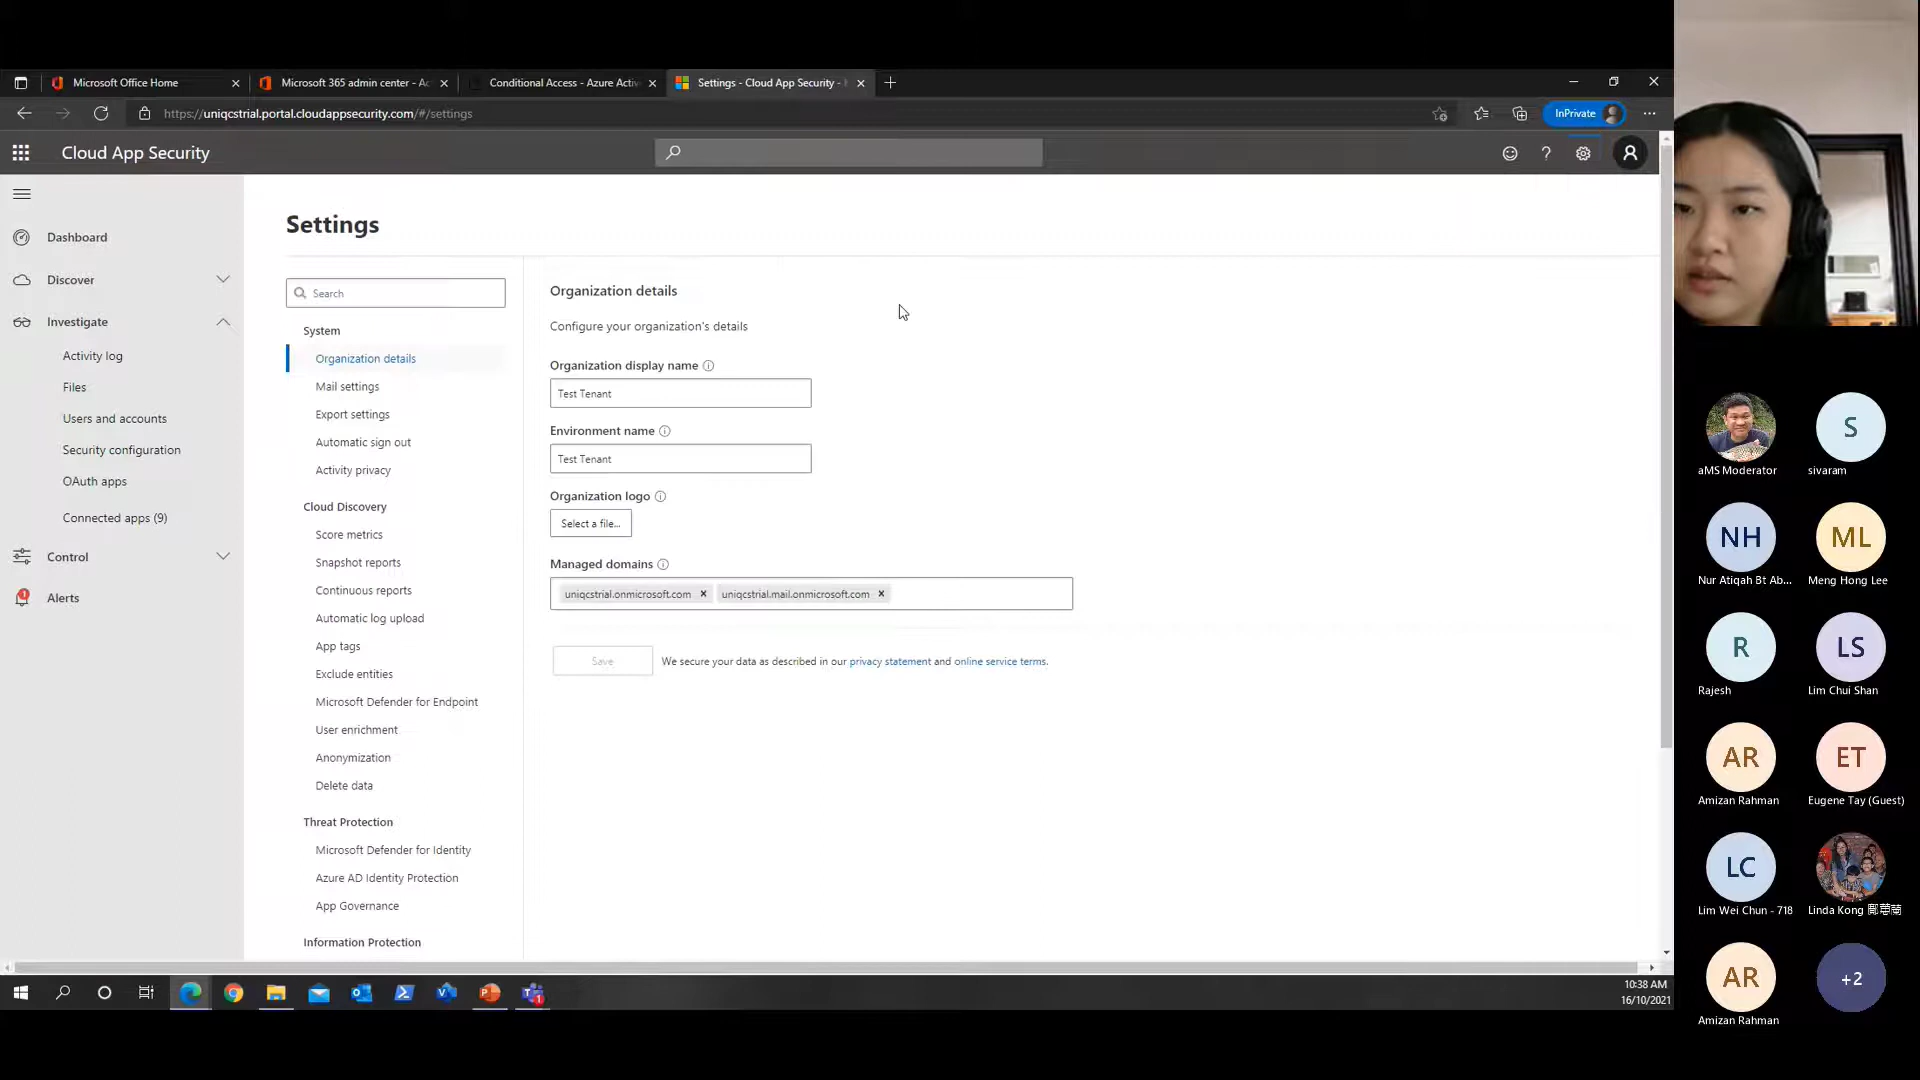 Microsoft Office Home
Microsoft 365 admin center - Ac
Conditional Access - Azure Activ
Settings - Cloud App Security -
https://uniqcstrial.portal.cloudappsecurity.com/#/settings
InPrivate
Cloud App Security
Dashboard
Discover
Investigate
Activity log
Files
Users and accounts
Security configuration
OAuth apps
Connected apps (9)
Control
1
Alerts
Settings
Search
System
Organization details
Mail settings
Export settings
Automatic sign out
Activity privacy
Cloud Discovery
Score metrics
Snapshot reports
Continuous reports
Automatic log upload
App tags
Exclude entities
Microsoft Defender for Endpoint
User enrichment
Anonymization
Delete data
Threat Protection
Microsoft Defender for Identity
Azure AD Identity Protection
App Governance
Information Protection
Organization details
Configure your organization's details
Organization display name
Test Tenant
Environment name
Test Tenant
Organization logo
Select a file...
Managed domains
uniqcstrial.onmicrosoft.com
uniqcstrial.mail.onmicrosoft.com
Save
We secure your data as described in our privacy statement and online service terms.
10:38 AM
16/10/2021
aMS Moderator
S
sivaram
NH
Nur Atiqah Bt Ab...
ML
Meng Hong Lee
R
Rajesh
LS
Lim Chui Shan
AR
Amizan Rahman
ET
Eugene Tay (Guest)
LC
Lim Wei Chun - 718
Linda Kong
AR
Amizan Rahman
+2